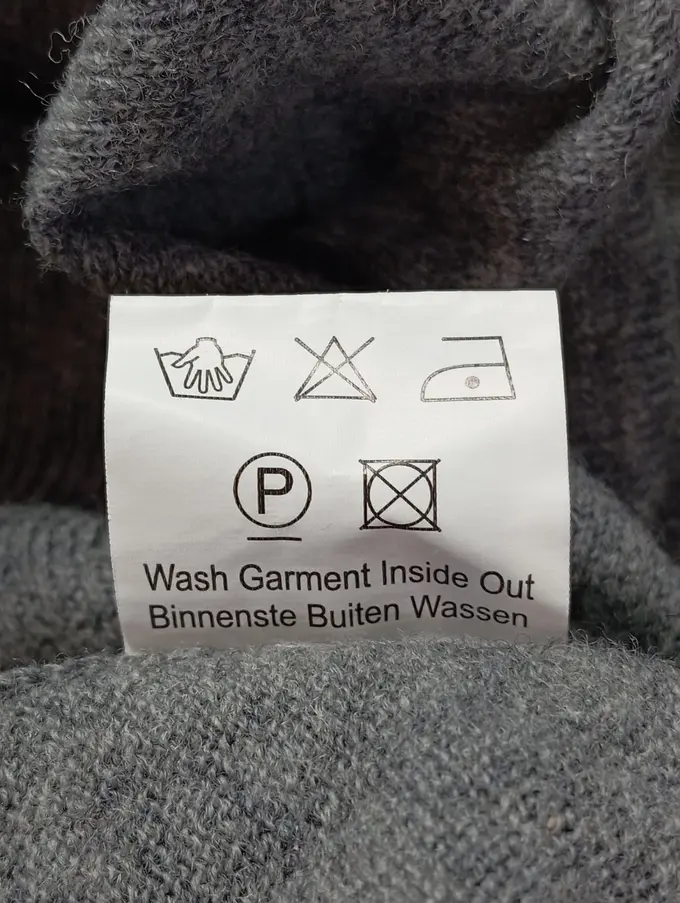 P
Wash Garment Inside Out
Binnenste Buiten Wassen